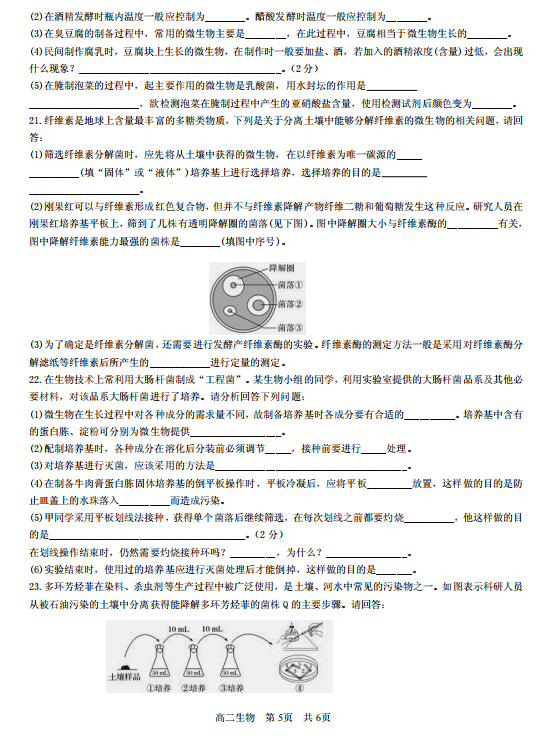 (2)在酒精发酵时瓶内温度一般应控制为________。醋酸发酵时温度一般应控制为________。
(3)在臭豆腐的制备过程中，常用的微生物主要是________，在此过程中，豆腐相当于微生物生长的________。
(4)民间制作腐乳时，豆腐块上生长的微生物，在制作时一般要加盐、酒，若加入的酒精浓度(含量)过低，会出现
什么现象？________________________________________。(2分)
(5)在腌制泡菜的过程中，起主要作用的微生物是乳酸菌，用水封坛的作用是__________
______________________，欲检测泡菜在腌制过程中产生的亚硝酸盐含量，使用检测试剂后颜色变为________。
21.纤维素是地球上含量最丰富的多糖类物质，下列是关于分离土壤中能够分解纤维素的微生物的相关问题，请回
答：
(1)筛选纤维素分解菌时，应先将从土壤中获得的微生物，在以纤维素为唯一碳源的_____
__________(填“固体”或“液体”)培养基上进行选择培养，选择培养的目的是_________
______________________。
(2)刚果红可以与纤维素形成红色复合物，但并不与纤维素降解产物纤维二糖和葡萄糖发生这种反应。研究人员在
刚果红培养基平板上，筛到了几株有透明降解圈的菌落(见下图)。图中降解圈大小与纤维素酶的__________有关，
图中降解纤维素能力最强的菌株是________(填图中序号)。
降解圈
菌落①
菌落②
菌落③
(3)为了确定是纤维素分解菌，还需要进行发酵产纤维素酶的实验。纤维素酶的测定方法一般是采用对纤维素酶分
解滤纸等纤维素后所产生的____________进行定量的测定。
22.在生物技术上常利用大肠杆菌制成“工程菌”。某生物小组的同学，利用实验室提供的大肠杆菌品系及其他必
要材料，对该品系大肠杆菌进行了培养。请分析回答下列问题：
(1)微生物在生长过程中对各种成分的需求量不同，故制备培养基时各成分要有合适的__________。培养基中含有
的蛋白胨、淀粉可分别为微生物提供__________________。
(2)配制培养基时，各种成分在溶化后分装前必须调节_____，接种前要进行_____处理。
(3)对培养基进行灭菌，应该采用的方法是______________________________________。
(4)在制备牛肉膏蛋白胨固体培养基的倒平板操作时，平板冷凝后，应将平板_________放置，这样做的目的是防
止皿盖上的水珠落入__________而造成污染。
(5)甲同学采用平板划线法接种，获得单个菌落后继续筛选，在每次划线之前都要灼烧__________，他这样做的目
的是__________________________________。(2分)
在划线操作结束时，仍然需要灼烧接种环吗？_________，为什么？________________。
(6)实验结束时，使用过的培养基应进行灭菌处理后才能倒掉，这样做的目的是_______。
23.多环芳烃菲在染料、杀虫剂等生产过程中被广泛使用，是土壤、河水中常见的污染物之一。如图表示科研人员
从被石油污染的土壤中分离获得能降解多环芳烃菲的菌株Q的主要步骤。请回答：
10 mL 10 mL
50 mL 50 mL 50 mL
土壤样品
①培养 ②培养 ③培养 ④
高二生物 第5页 共6页